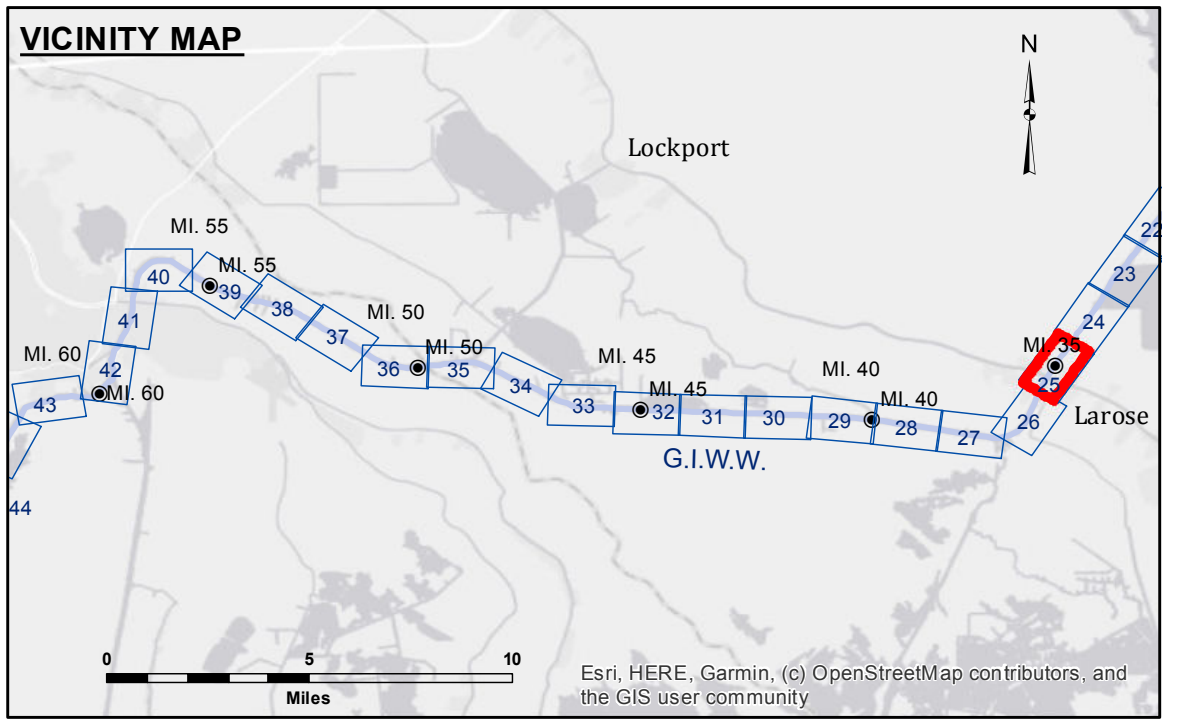 VICINITY MAP
N
Lockport
MI. 55
22
MI. 55
40
39
23
38
MI. 50
24
41
37
MI. 35
MI. 50
MI. 60
MI. 45
36
35
42
MI. 40
34
25
MI. 60
43
MI. 45
MI. 40
33
32
31
30
29
28
27
26
Larose
G.I.W.W.
44
0 5 10
Miles
Esri, HERE, Garmin, (c) OpenStreetMap contributors, and
the GIS user community